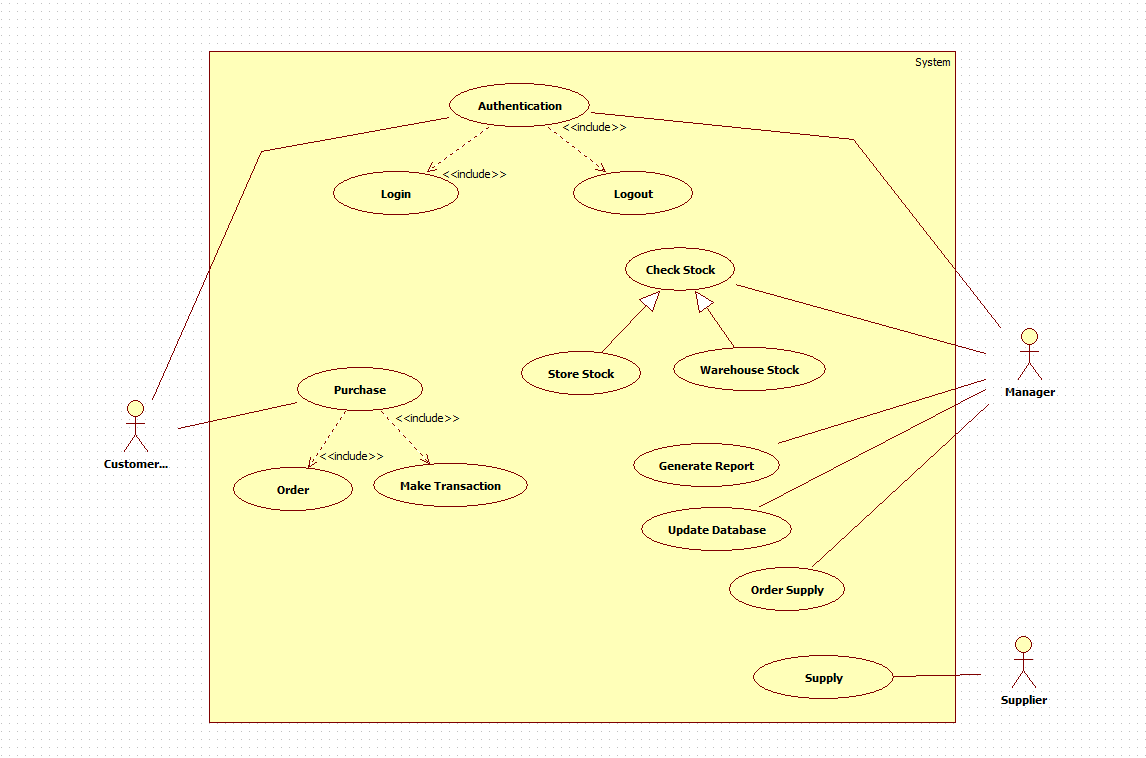 System
Authentication
<<include>>
<<include>>
Login
Logout
Check Stock
Store Stock
Warehouse Stock
Manager
Purchase
<<include>>
<<include>>
Customer...
Order
Make Transaction
Generate Report
Update Database
Order Supply
Supply
Supplier